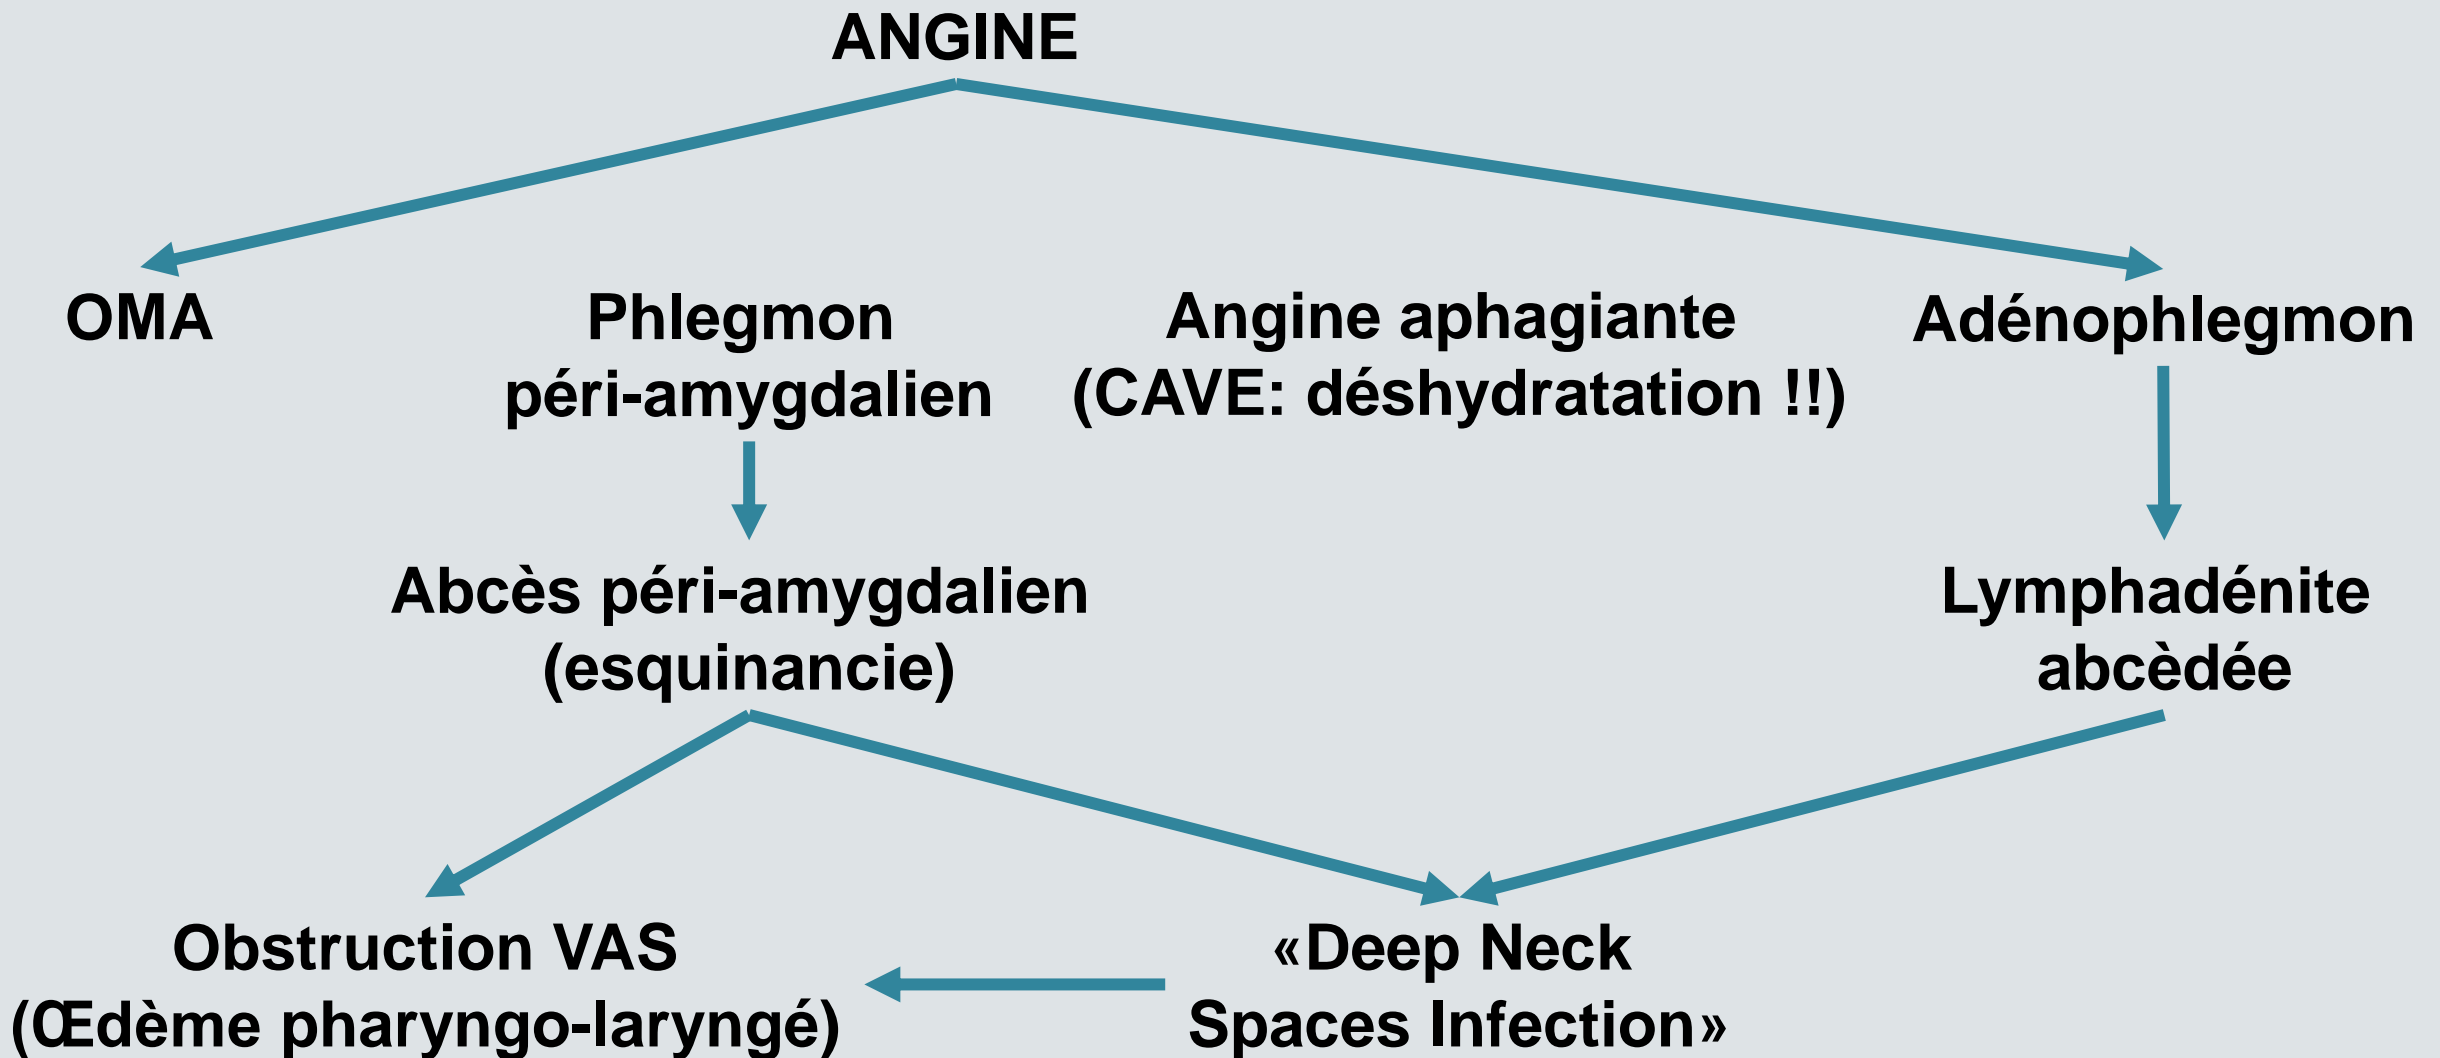 ANGINE
OMA
Phlegmon
péri-amygdalien
Angine aphagiante
(CAVE: déshydratation !!)
Adénophlegmon
Abcès péri-amygdalien
(esquinancie)
Lymphadénite
abcèdée
Obstruction VAS
(Œdème pharyngo-laryngé)
«Deep Neck
Spaces Infection»